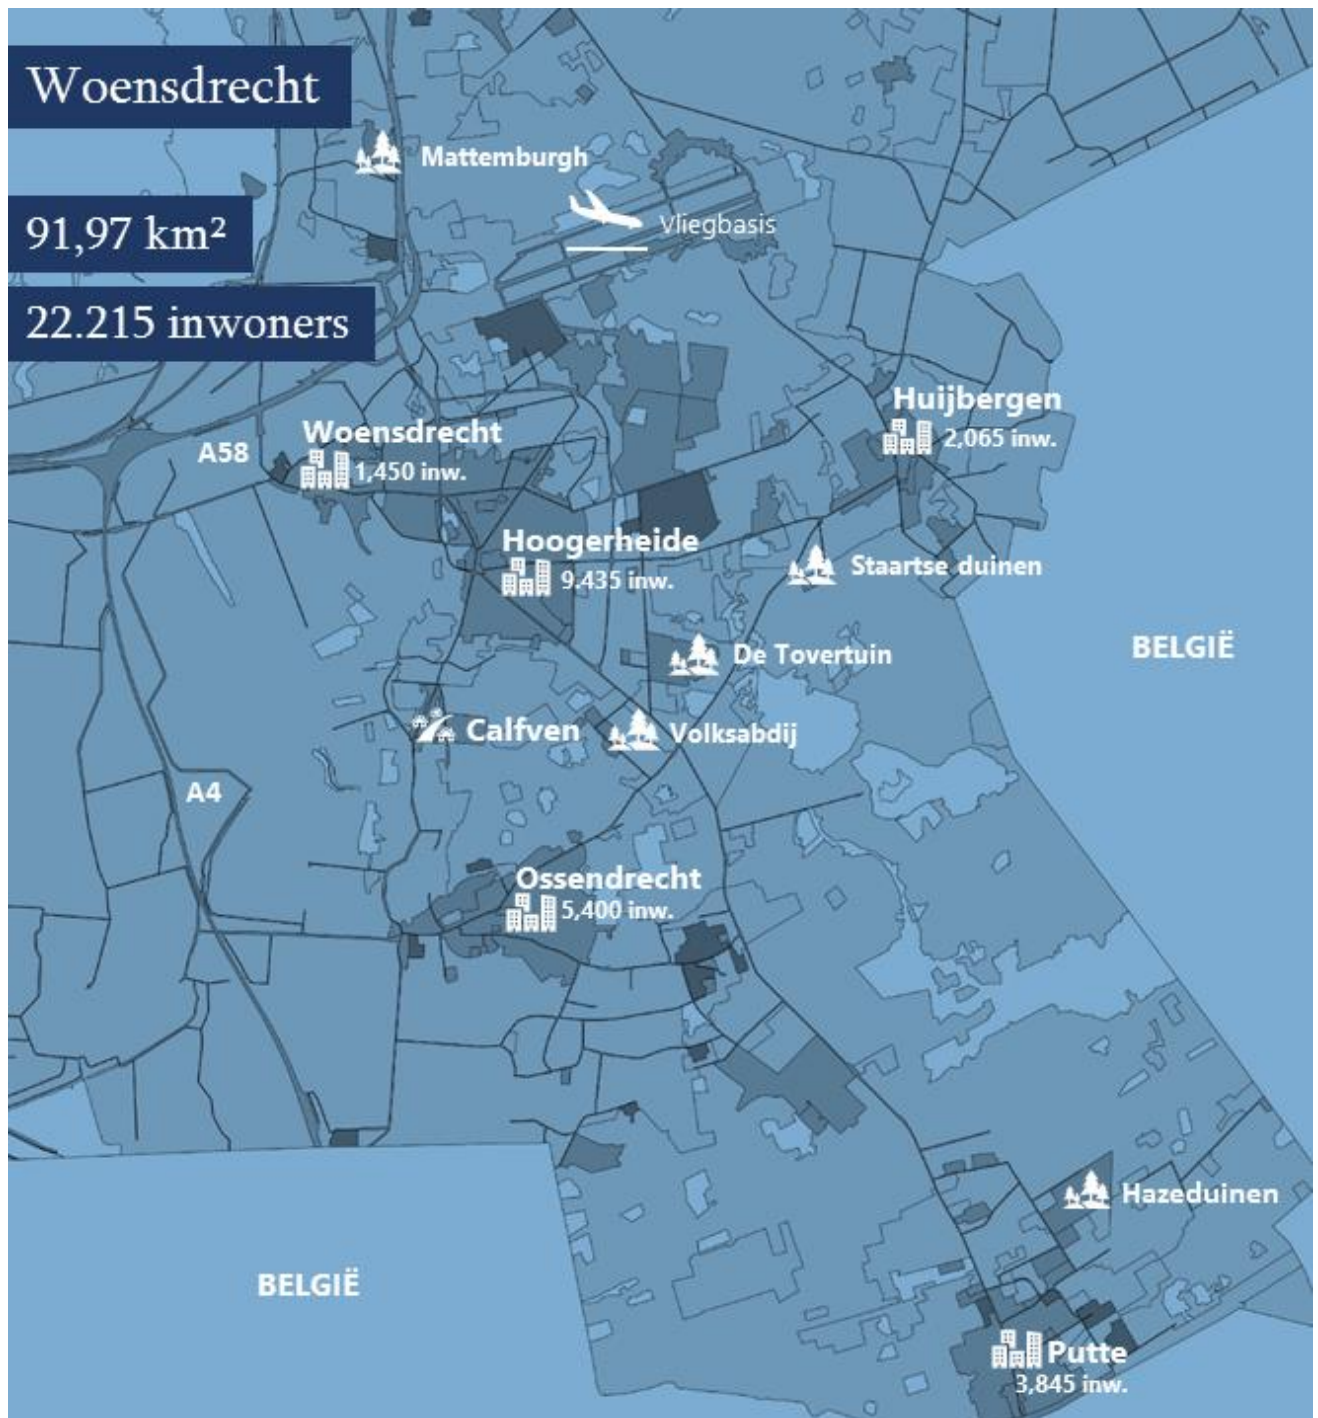 Woensdrecht
91,97 km²
22.215 inwoners
Mattemburgh
Vliegbasis
Huijbergen
2,065 inw.
Woensdrecht
A58
1,450 inw.
Hoogerheide
9.435 inw.
Staartse duinen
BELGIË
De Tovertuin
Calfven
Volksabdij
A4
Ossendrecht
5,400 inw.
Hazeduinen
BELGIË
Putte
3,845 inw.